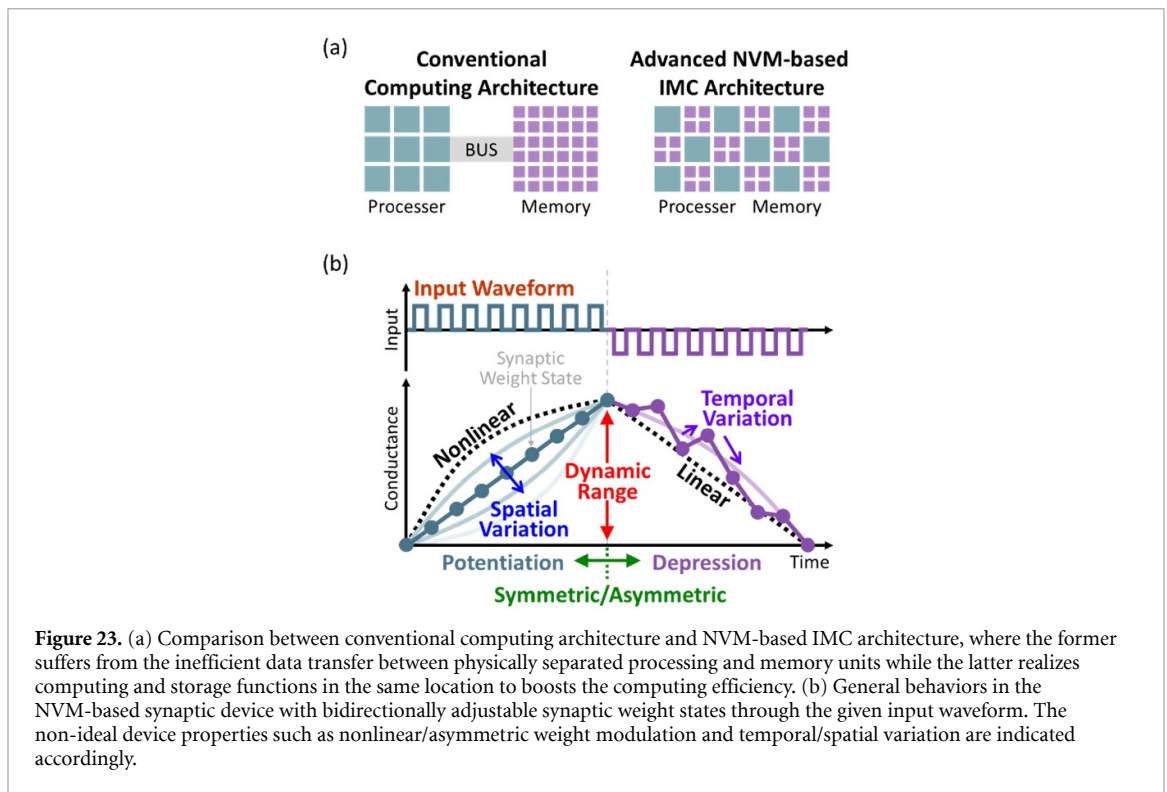 (a)
Conventional
Computing Architecture
Advanced NVM-based
IMC Architecture
BUS
Processer
Memory
Processer
Memory
(b)
Input Waveform
Input
Synaptic
Weight State
Conductance
Nonlinear
Spatial
Variation
Dynamic
Range
Temporal
Variation
Linear
Potentiation
Depression
Time
Symmetric/Asymmetric
Figure 23. (a) Comparison between conventional computing architecture and NVM-based IMC architecture, where the former
suffers from the inefficient data transfer between physically separated processing and memory units while the latter realizes
computing and storage functions in the same location to boosts the computing efficiency. (b) General behaviors in the
NVM-based synaptic device with bidirectionally adjustable synaptic weight states through the given input waveform. The
non-ideal device properties such as nonlinear/asymmetric weight modulation and temporal/spatial variation are indicated
accordingly.